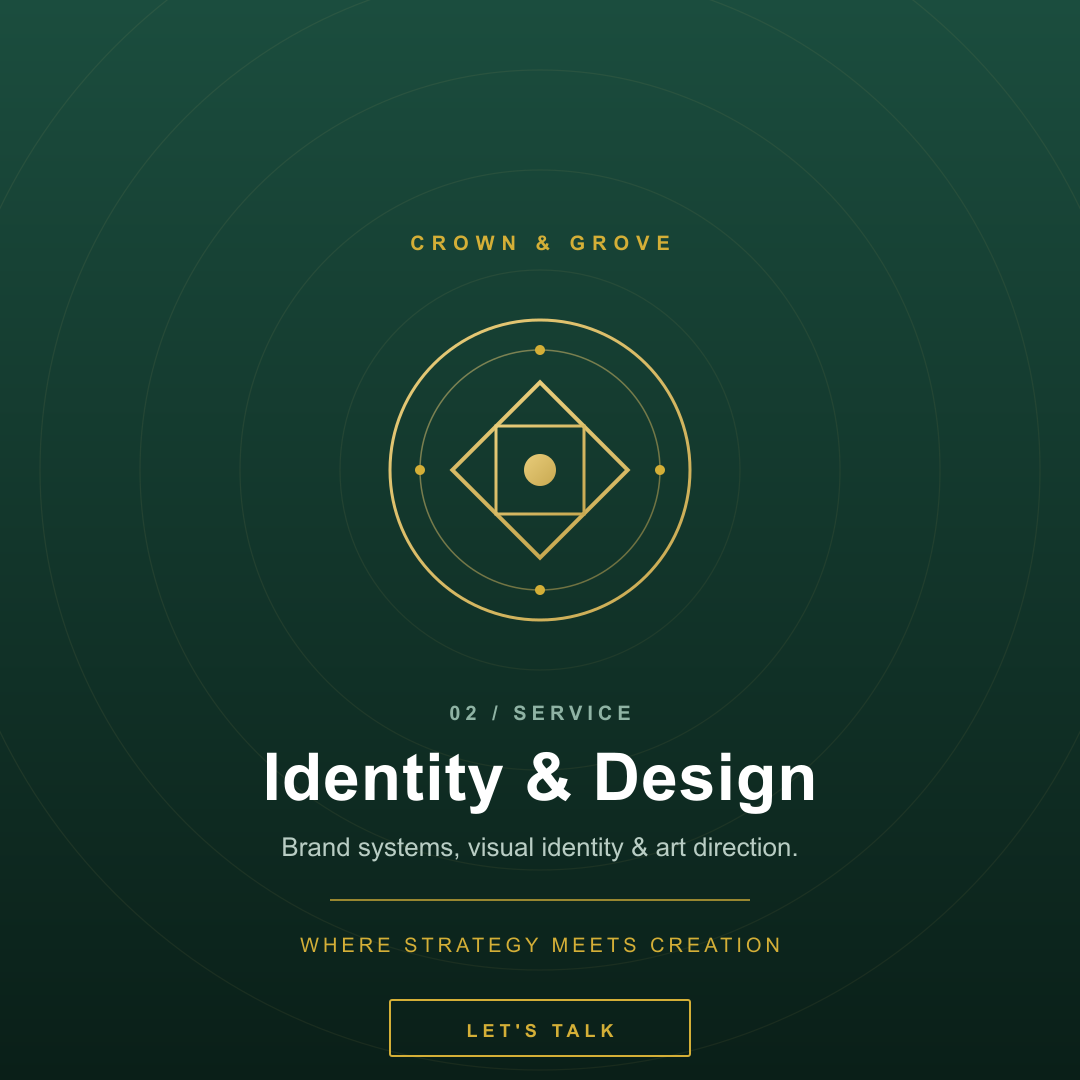 CROWN & GROVE
02 / SERVICE
Identity & Design
Brand systems, visual identity & art direction.
WHERE STRATEGY MEETS CREATION
LET'S TALK